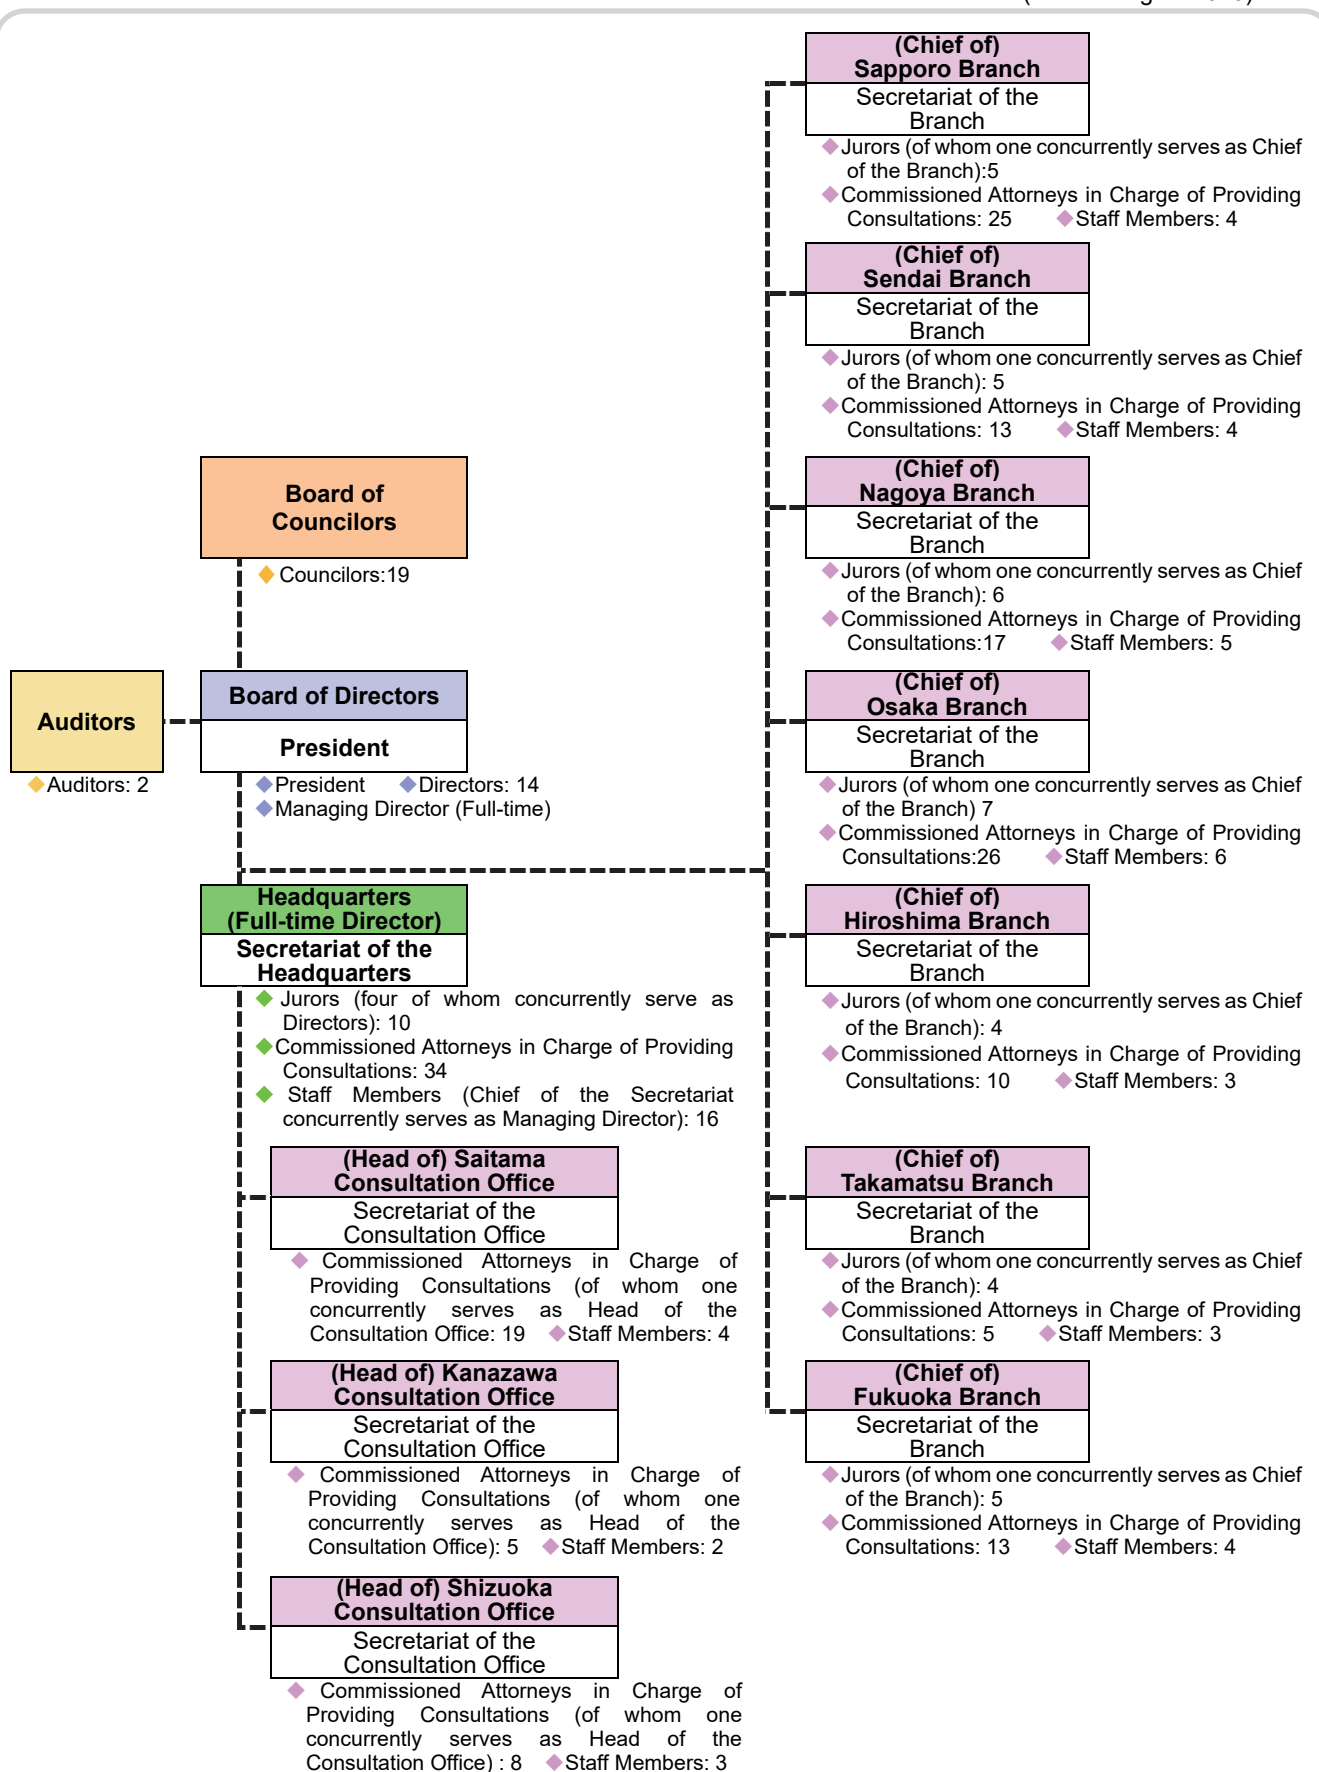 Board of
Councilors
Councilors:19
Auditors
Auditors: 2
Board of Directors
President
President Directors: 14
Managing Director (Full-time)
Headquarters
(Full-time Director)
Secretariat of the
Headquarters
Jurors (four of whom concurrently serve as
Directors): 10
Commissioned Attorneys in Charge of Providing
Consultations: 34
Staff Members (Chief of the Secretariat
concurrently serves as Managing Director): 16
(Head of) Saitama
Consultation Office
Secretariat of the
Consultation Office
Commissioned Attorneys in Charge of
Providing Consultations (of whom one
concurrently serves as Head of the
Consultation Office: 19 Staff Members: 4
(Head of) Kanazawa
Consultation Office
Secretariat of the
Consultation Office
Commissioned Attorneys in Charge of
Providing Consultations (of whom one
concurrently serves as Head of the
Consultation Office): 5 Staff Members: 2
(Head of) Shizuoka
Consultation Office
Secretariat of the
Consultation Office
Commissioned Attorneys in Charge of
Providing Consultations (of whom one
concurrently serves as Head of the
Consultation Office) : 8 Staff Members: 3
(Chief of)
Sapporo Branch
Secretariat of the
Branch
Jurors (of whom one concurrently serves as Chief
of the Branch):5
Commissioned Attorneys in Charge of Providing
Consultations: 25 Staff Members: 4
(Chief of)
Sendai Branch
Secretariat of the
Branch
Jurors (of whom one concurrently serves as Chief
of the Branch): 5
Commissioned Attorneys in Charge of Providing
Consultations: 13 Staff Members: 4
(Chief of)
Nagoya Branch
Secretariat of the
Branch
Jurors (of whom one concurrently serves as Chief
of the Branch): 6
Commissioned Attorneys in Charge of Providing
Consultations:17 Staff Members: 5
(Chief of)
Osaka Branch
Secretariat of the
Branch
Jurors (of whom one concurrently serves as Chief
of the Branch) 7
Commissioned Attorneys in Charge of Providing
Consultations:26 Staff Members: 6
(Chief of)
Hiroshima Branch
Secretariat of the
Branch
Jurors (of whom one concurrently serves as Chief
of the Branch): 4
Commissioned Attorneys in Charge of Providing
Consultations: 10 Staff Members: 3
(Chief of)
Takamatsu Branch
Secretariat of the
Branch
Jurors (of whom one concurrently serves as Chief
of the Branch): 4
Commissioned Attorneys in Charge of Providing
Consultations: 5 Staff Members: 3
(Chief of)
Fukuoka Branch
Secretariat of the
Branch
Jurors (of whom one concurrently serves as Chief
of the Branch): 5
Commissioned Attorneys in Charge of Providing
Consultations: 13 Staff Members: 4